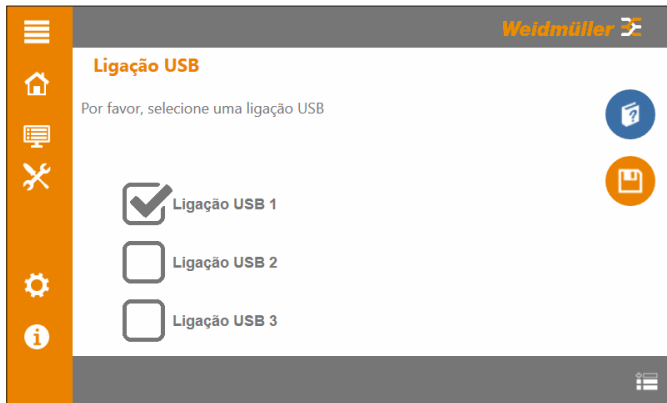 Weidmüller
Ligação USB
Por favor, selecione uma ligação USB
Ligação USB 1
Ligação USB 2
Ligação USB 3